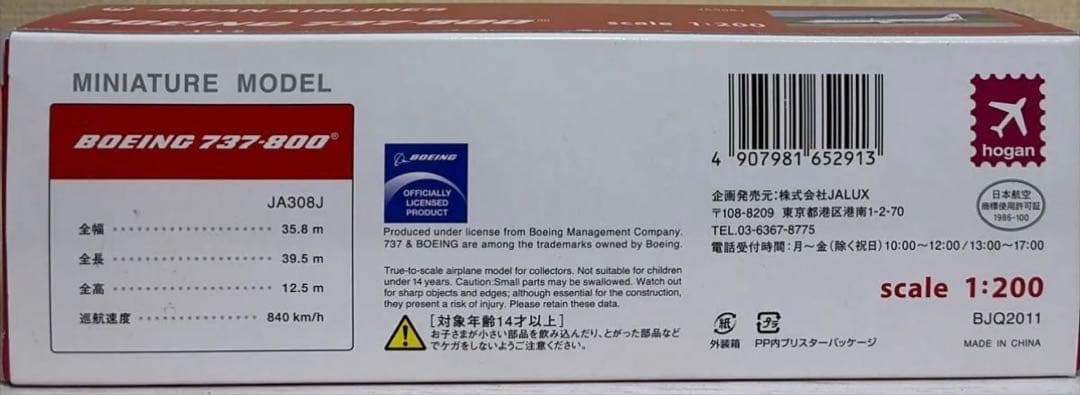 JAPAN AIRLINES
JA308J
BOEING 737-800™
scale 1:200
MINIATURE MODEL
BOEING 737-800®
JA308J
全幅 35.8 m
全長 39.5 m
全高 12.5 m
巡航速度 840 km/h
BOEING
OFFICIALLY
LICENSED
PRODUCT
Produced under license from Boeing Management Company.
737 & BOEING are among the trademarks owned by Boeing.
True-to-scale airplane model for collectors. Not suitable for children
under 14 years. Caution:Small parts may be swallowed. Watch out
for sharp objects and edges; although essential for the construction,
they present a risk of injury. Please retain these data.
[対象年齢14才以上]
お子さまが小さい部品を飲み込んだり、とがった部品など
でケガをしないようご注意ください。
4 907981 652913
hogan
企画発売元:株式会社JALUX
〒108-8209 東京都港区港南1-2-70
TEL.03-6367-8775
電話受付時間:月〜金(除く祝日)10:00〜12:00/13:00〜17:00
日本航空
商標使用許可証
1986-100
scale 1:200
BJQ2011
MADE IN CHINA
紙
外装箱
プラ
PP内ブリスターパッケージ